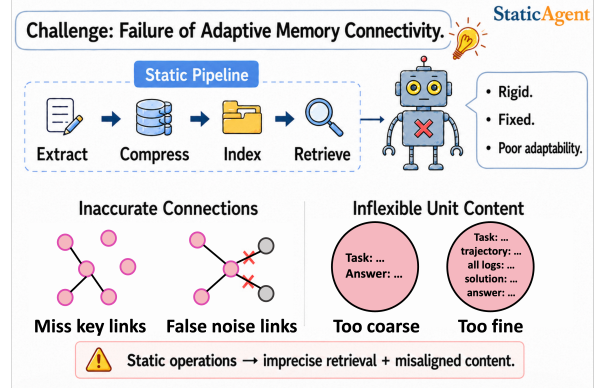 StaticAgent
Challenge: Failure of Adaptive Memory Connectivity.
Static Pipeline
Extract
Compress
Index
Retrieve
• Rigid.
• Fixed.
• Poor adaptability.
Inaccurate Connections
Miss key links
False noise links
Inflexible Unit Content
Task: ...
Answer: ...
Too coarse
Task: ...
trajectory: ...
all logs: ...
solution: ...
answer: ...
Too fine
Static operations → imprecise retrieval + misaligned content.